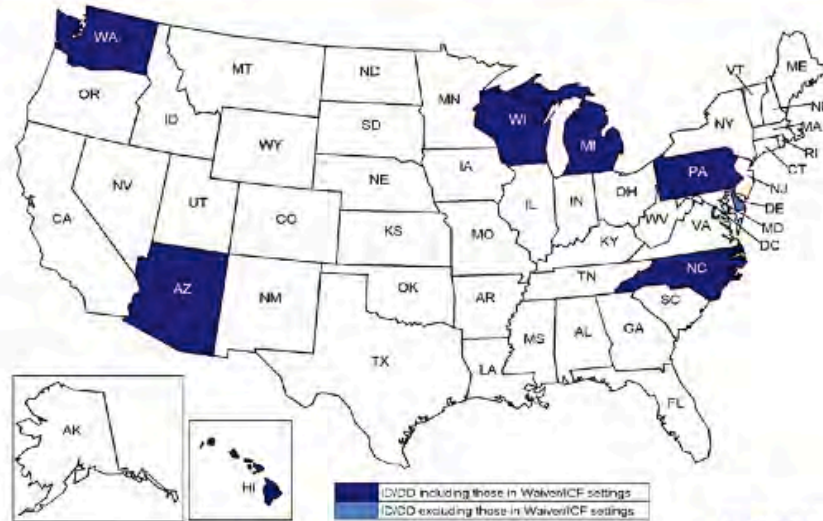 WA
MT
ND
MN
VT
ME
OR
ID
SD
WI
MI
NY
MA
RI
CT
WY
IA
PA
NJ
NV
NE
IL
IN
OH
DE
MD
DC
CA
UT
CO
KS
MO
WV
VA
KY
NC
TN
AZ
NM
OK
AR
SC
MS
AL
GA
TX
LA
FL
AK
HI
ID/DD including those in Waiver/ICF settings
ID/DD excluding those in Waiver/ICF settings